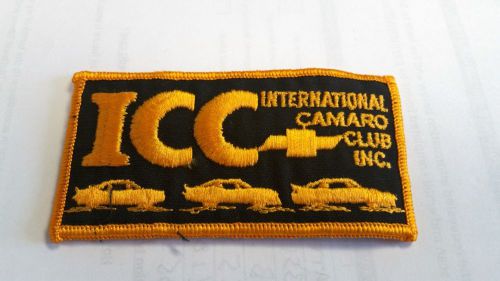 ICC
INTERNATIONAL
CAMARO
CLUB
INC.